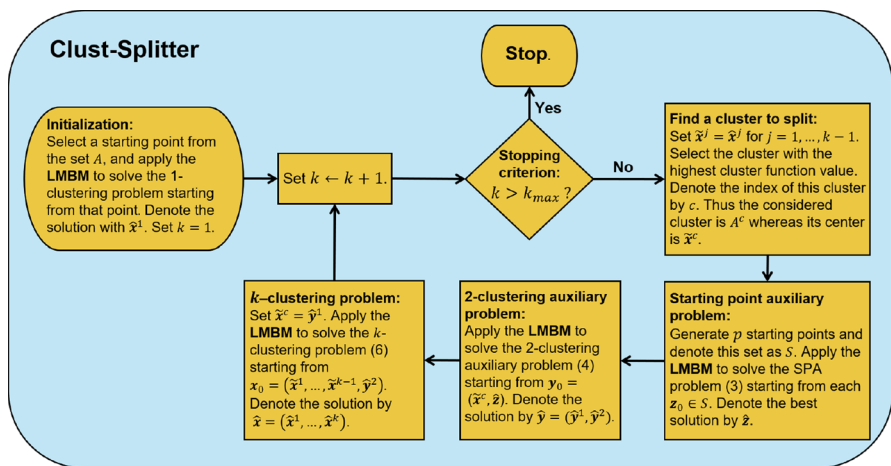 Clust-Splitter
Initialization:
Select a starting point from
the set A, and apply the
LMBM to solve the 1-
clustering problem starting
from that point. Denote the
solution with x̂¹. Set k = 1.
Set k ← k + 1.
Stop.
Yes
Stopping
criterion:
k > kₘₐₓ ?
No
Find a cluster to split:
Set x̃ʲ = x̂ʲ for j = 1, ..., k − 1.
Select the cluster with the
highest cluster function value.
Denote the index of this cluster
by c. Thus the considered
cluster is Aᶜ whereas its center
is x̃ᶜ.
Starting point auxiliary
problem:
Generate p starting points and
denote this set as S. Apply the
LMBM to solve the SPA
problem (3) starting from each
z₀ ∈ S. Denote the best
solution by ẑ.
2-clustering auxiliary
problem:
Apply the LMBM to
solve the 2-clustering
auxiliary problem (4)
starting from y₀ =
(x̃ᶜ, ẑ). Denote the
solution by ŷ = (ŷ¹, ŷ²).
k–clustering problem:
Set x̃ᶜ = ŷ¹. Apply the
LMBM to solve the k-
clustering problem (6)
starting from
x₀ = (x̃¹, ..., x̃ᵏ⁻¹, ŷ²).
Denote the solution by
x̂ = (x̂¹, ..., x̂ᵏ).